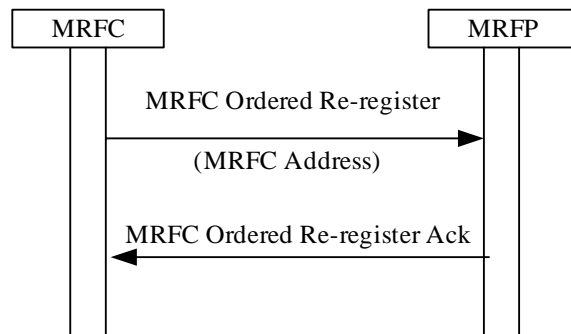 MRFC
MRFP
MRFC Ordered Re-register
(MRFC Address)
MRFC Ordered Re-register Ack